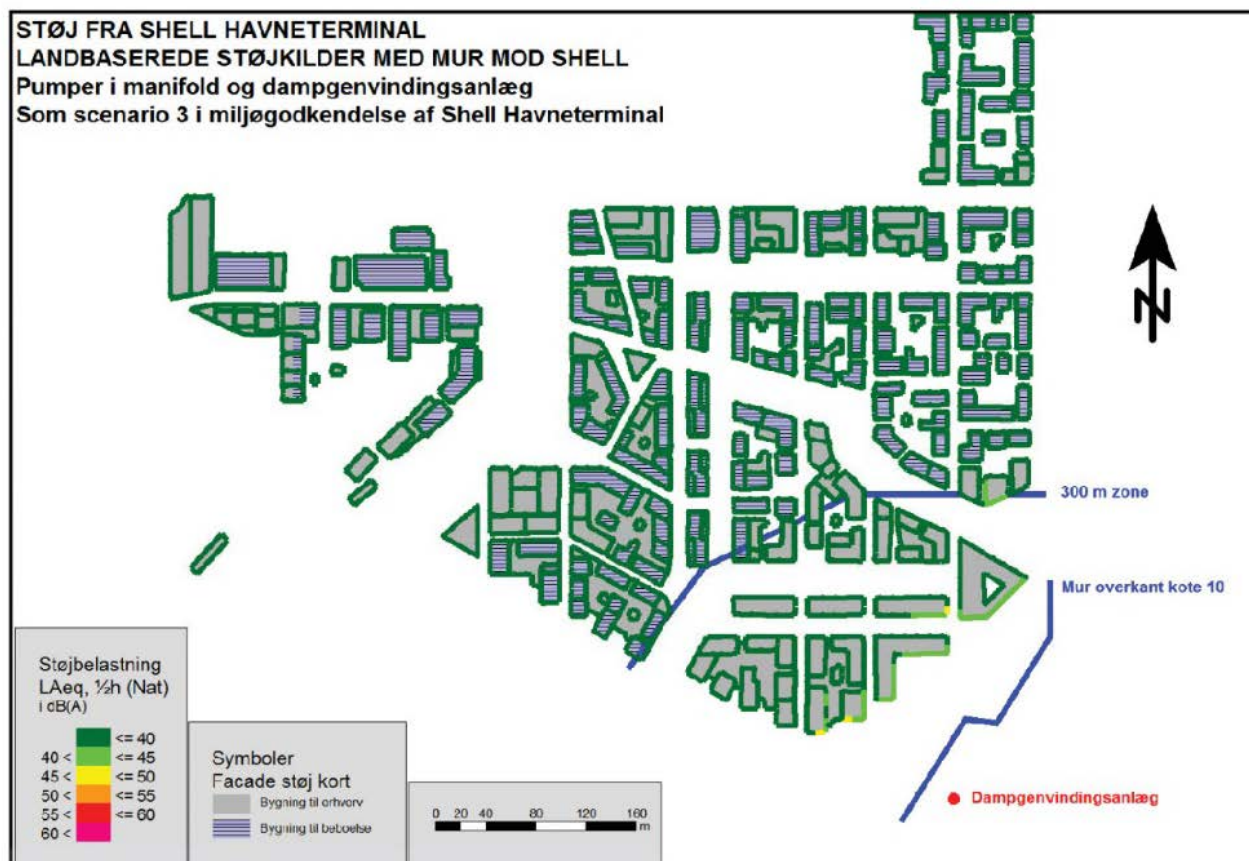 STØJ FRA SHELL HAVNETERMINAL
LANDBASEREDE STØJKILDER MED MUR MOD SHELL
Pumper i manifold og dampgenvindingsanlæg
Som scenario 3 i miljøgodkendelse af Shell Havneterminal
N
300 m zone
Mur overkant kote 10
Støjbelastning
LAeq, ½h (Nat)
i dB(A)
<= 40
40 < <= 45
45 < <= 50
50 < <= 55
55 < <= 60
60 <
Symboler
Facade støj kort
Bygning til erhverv
Bygning til beboelse
0 20 40 80 120 160
m
Dampgenvindingsanlæg